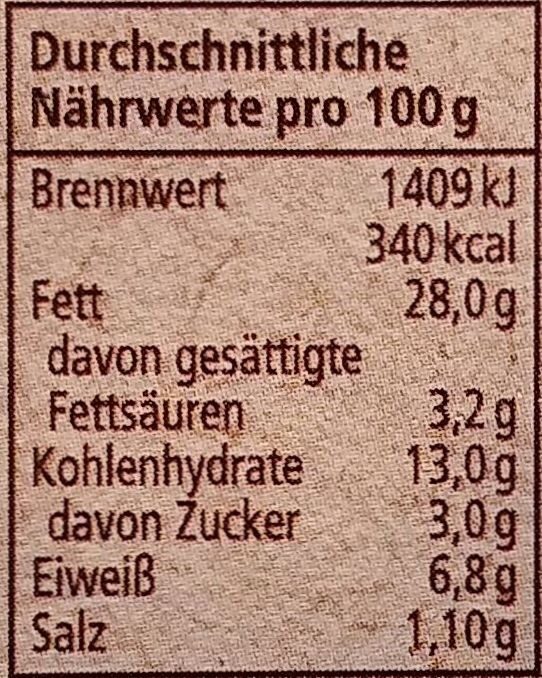 Durchschnittliche
Nährwerte pro 100 g
Brennwert 1409 kJ
340 kcal
Fett 28,0 g
davon gesättigte
Fettsäuren 3,2 g
Kohlenhydrate 13,0 g
davon Zucker 3,0 g
Eiweiß 6,8 g
Salz 1,10 g